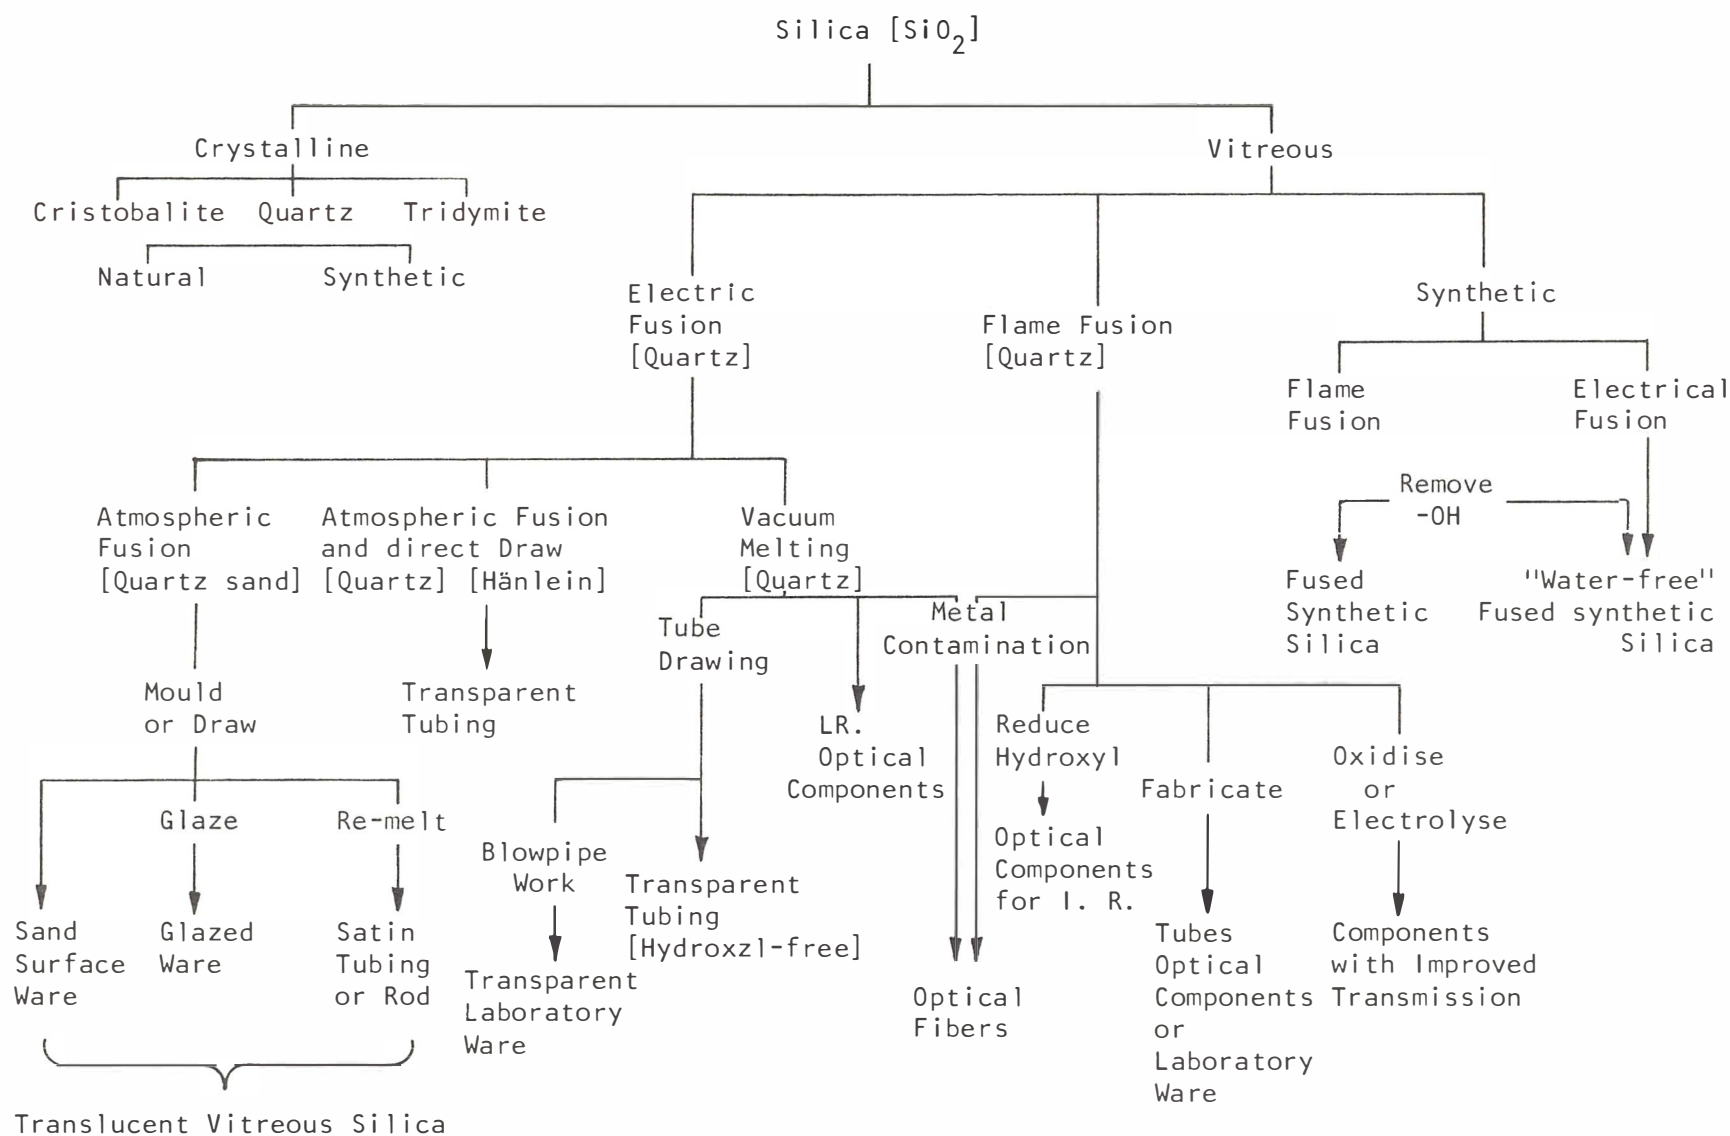 Silica [SiO2]
Crystalline
Vitreous
Cristobalite
Quartz
Tridymite
Natural
Synthetic
Electric
Fusion
[Quartz]
Flame Fusion
[Quartz]
Synthetic
Flame
Fusion
Electrical
Fusion
Remove
-OH
Atmospheric
Fusion
[Quartz sand]
Atmospheric Fusion
and direct Draw
[Quartz] [Hänlein]
Vacuum
Melting
[Quartz]
Fused
Synthetic
Silica
"Water-free"
Fused synthetic
Silica
Tube
Drawing
Metal
Contamination
Mould
or Draw
Transparent
Tubing
LR.
Optical
Components
Reduce
Hydroxyl
Fabricate
Oxidise
or
Electrolyse
Glaze
Re-melt
Blowpipe
Work
Transparent
Tubing
[Hydroxzl-free]
Optical
Components
for I. R.
Sand
Surface
Ware
Glazed
Ware
Satin
Tubing
or Rod
Transparent
Laboratory
Ware
Optical
Fibers
Tubes
Optical
Components
or
Laboratory
Ware
Components
with Improved
Transmission
Translucent Vitreous Silica